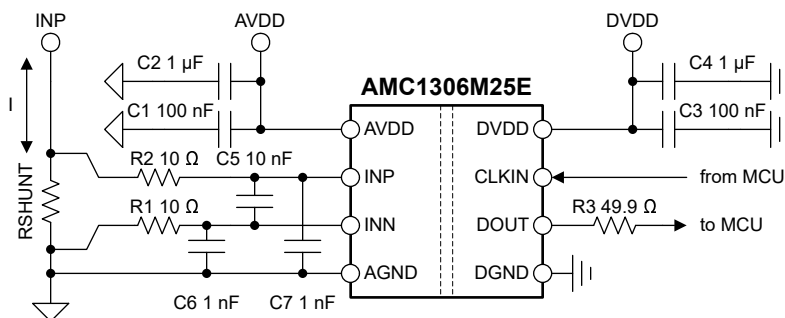 INP
AVDD
DVDD
C2 1 µF
C4 1 µF
AMC1306M25E
I
C1 100 nF
C3 100 nF
AVDD
DVDD
R2 10 Ω
C5 10 nF
INP
CLKIN
from MCU
RSHUNT
R1 10 Ω
INN
DOUT
R3 49.9 Ω
to MCU
AGND
DGND
C6 1 nF
C7 1 nF